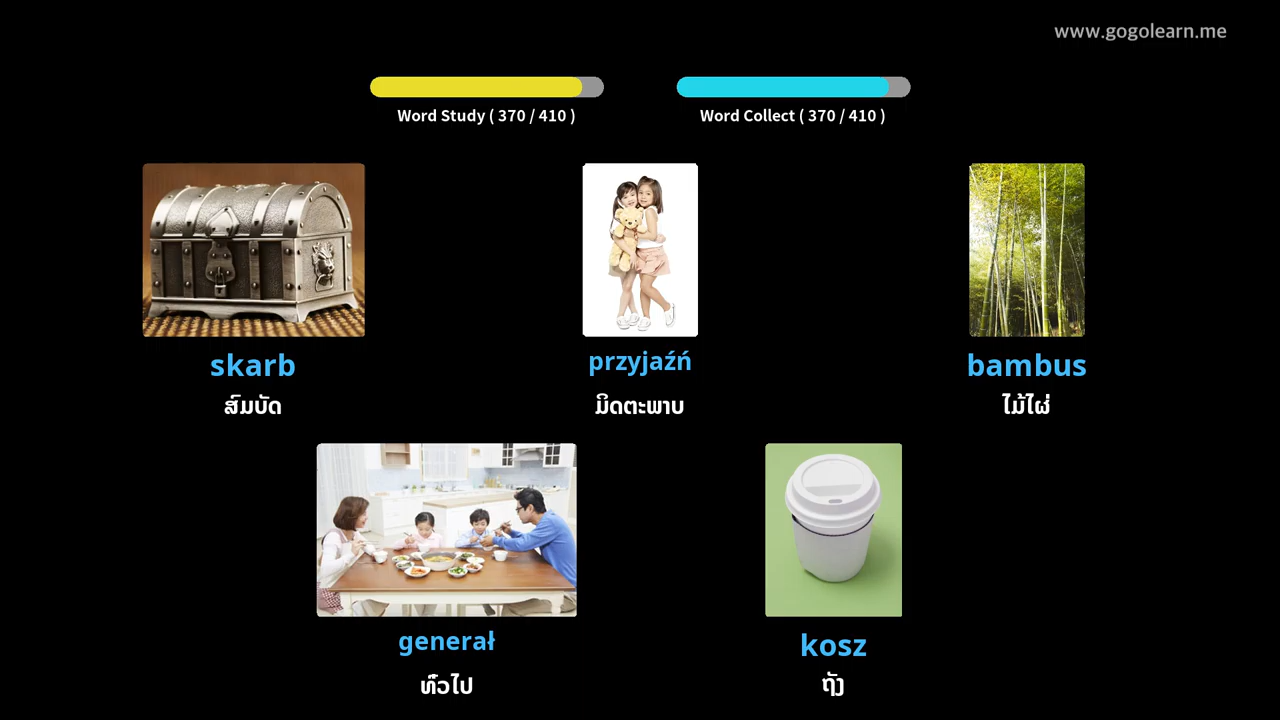 www.gogolearn.me
Word Study ( 370 / 410 )
Word Collect ( 370 / 410 )
skarb
ສົມບັດ
przyjaźń
ມິດຕະພາບ
bambus
ໄມ້ໄຜ່
generał
ທົ່ວໄປ
kosz
ຖັງ